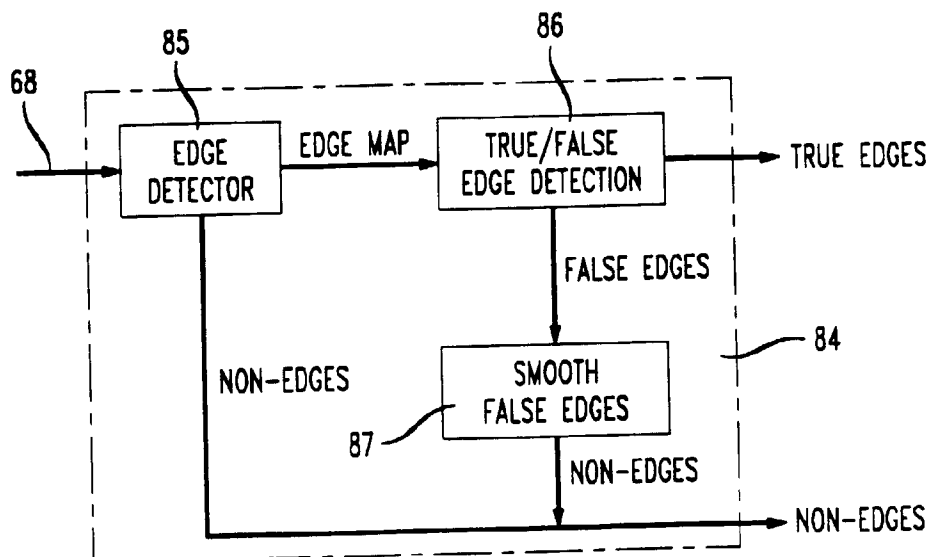 85
86
68
EDGE
DETECTOR
EDGE MAP
TRUE/FALSE
EDGE DETECTION
TRUE EDGES
FALSE EDGES
84
NON-EDGES
SMOOTH
FALSE EDGES
87
NON-EDGES
NON-EDGES